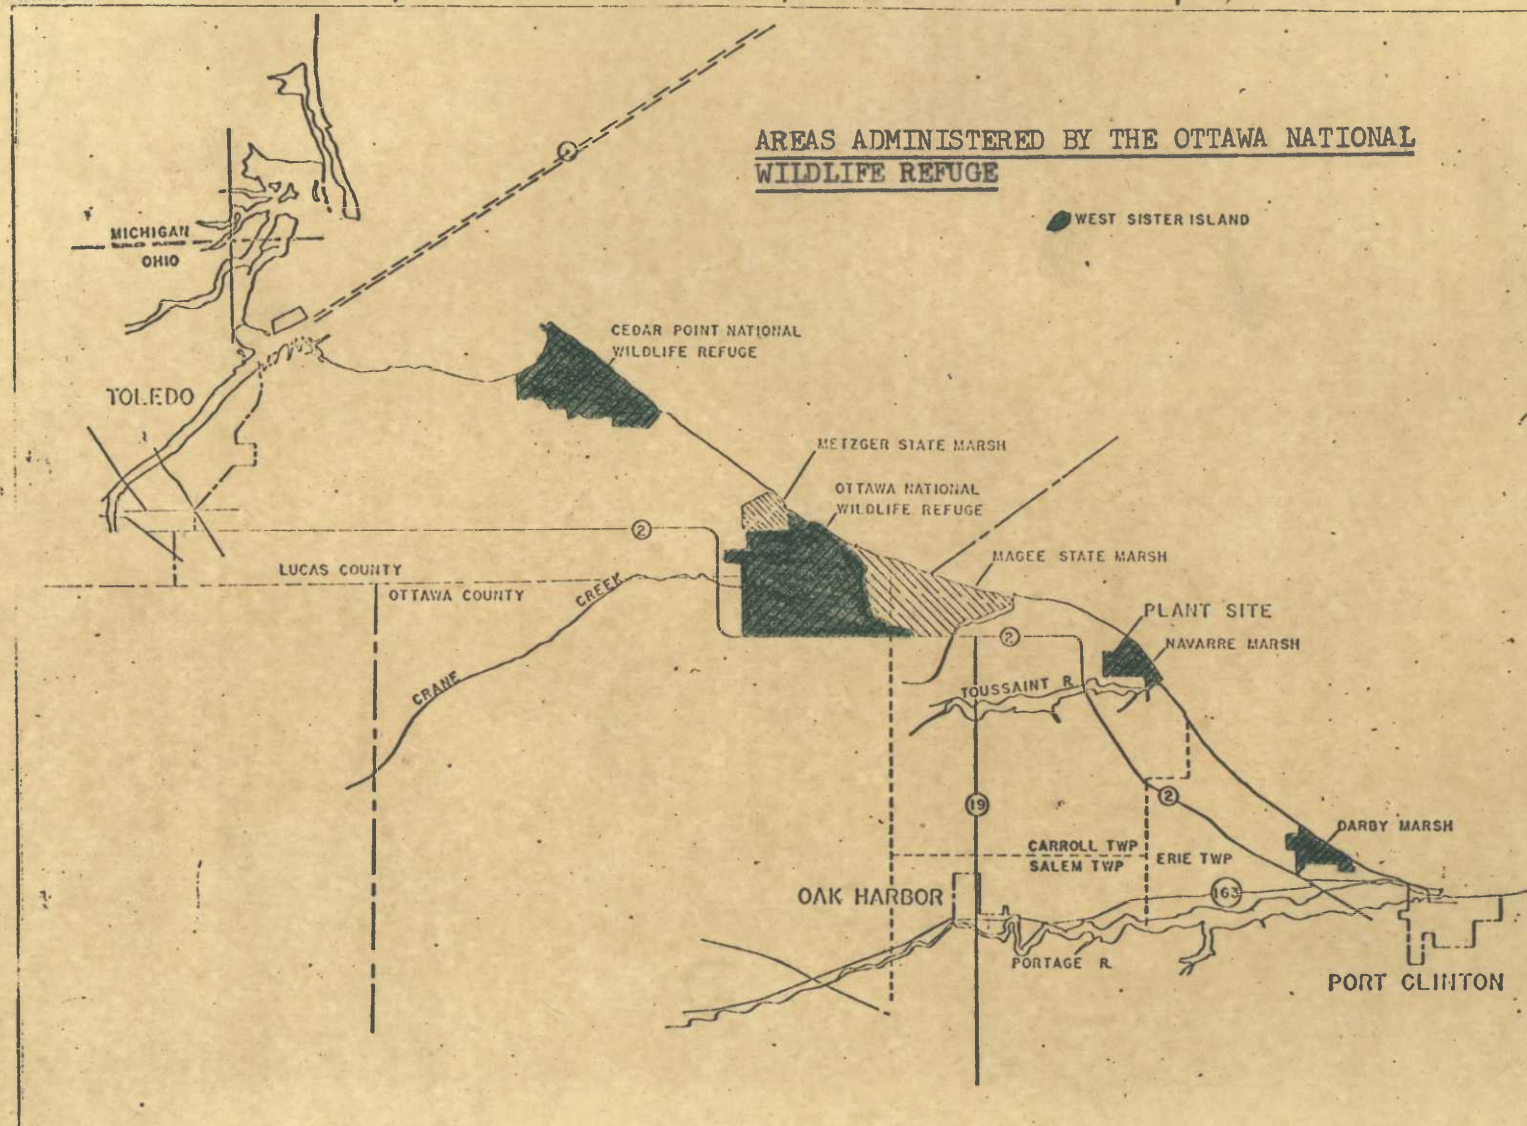 AREAS ADMINISTERED BY THE OTTAWA NATIONAL
WILDLIFE REFUGE
WEST SISTER ISLAND
MICHIGAN
OHIO
CEDAR POINT NATIONAL
WILDLIFE REFUGE
TOLEDO
METZGER STATE MARSH
OTTAWA NATIONAL
WILDLIFE REFUGE
2
MAGEE STATE MARSH
LUCAS COUNTY
OTTAWA COUNTY
CRANE CREEK
PLANT SITE
2
NAVARRE MARSH
TOUSSAINT R.
19
2
DARBY MARSH
CARROLL TWP
SALEM TWP
ERIE TWP
163
OAK HARBOR
PORTAGE R.
PORT CLINTON